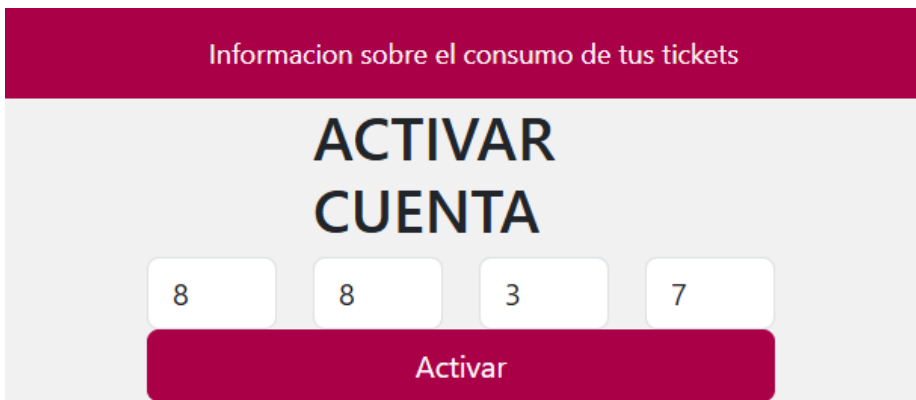 Informacion sobre el consumo de tus tickets
ACTIVAR
CUENTA
8 8 3 7
Activar